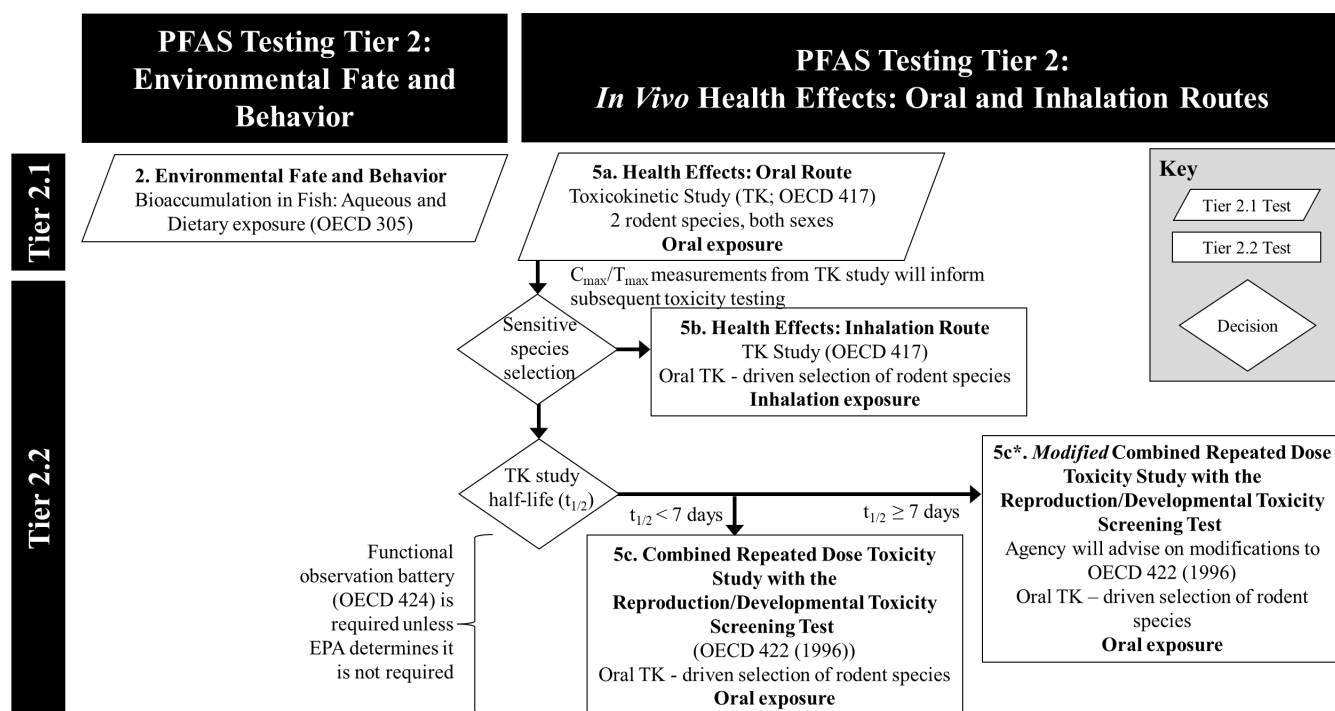 PFAS Testing Tier 2:
Environmental Fate and
Behavior
PFAS Testing Tier 2:
In Vivo Health Effects: Oral and Inhalation Routes
Tier 2.1
2. Environmental Fate and Behavior
Bioaccumulation in Fish: Aqueous and
Dietary exposure (OECD 305)
5a. Health Effects: Oral Route
Toxicokinetic Study (TK; OECD 417)
2 rodent species, both sexes
Oral exposure
Key
Tier 2.1 Test
Tier 2.2 Test
Decision
Tier 2.2
Cmax/Tmax measurements from TK study will inform
subsequent toxicity testing
Sensitive
species
selection
5b. Health Effects: Inhalation Route
TK Study (OECD 417)
Oral TK - driven selection of rodent species
Inhalation exposure
TK study
half-life (t1/2)
t1/2 < 7 days
t1/2 ≥ 7 days
5c*. Modified Combined Repeated Dose
Toxicity Study with the
Reproduction/Developmental Toxicity
Screening Test
Agency will advise on modifications to
OECD 422 (1996)
Oral TK – driven selection of rodent
species
Oral exposure
Functional
observation battery
(OECD 424) is
required unless
EPA determines it
is not required
5c. Combined Repeated Dose Toxicity
Study with the
Reproduction/Developmental Toxicity
Screening Test
(OECD 422 (1996))
Oral TK - driven selection of rodent species
Oral exposure